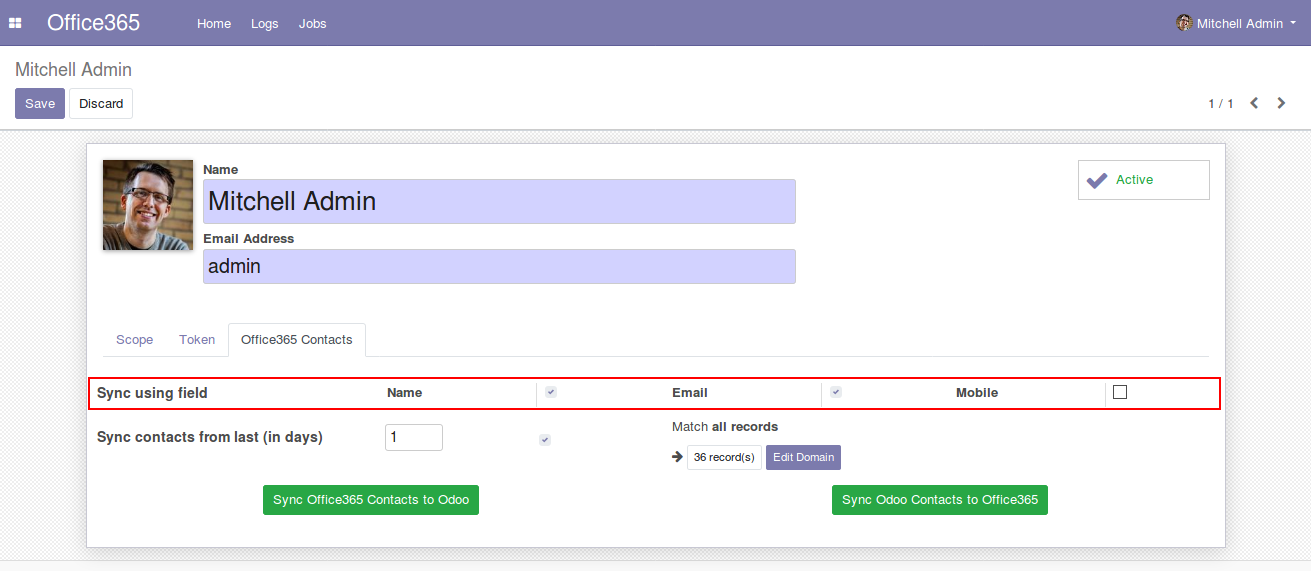 Office365 Home Logs Jobs Mitchell Admin
Mitchell Admin
Save Discard 1 / 1
Name
Mitchell Admin
Active
Email Address
admin
Scope Token Office365 Contacts
Sync using field Name Email Mobile
Sync contacts from last (in days) 1 Match all records
36 record(s) Edit Domain
Sync Office365 Contacts to Odoo Sync Odoo Contacts to Office365